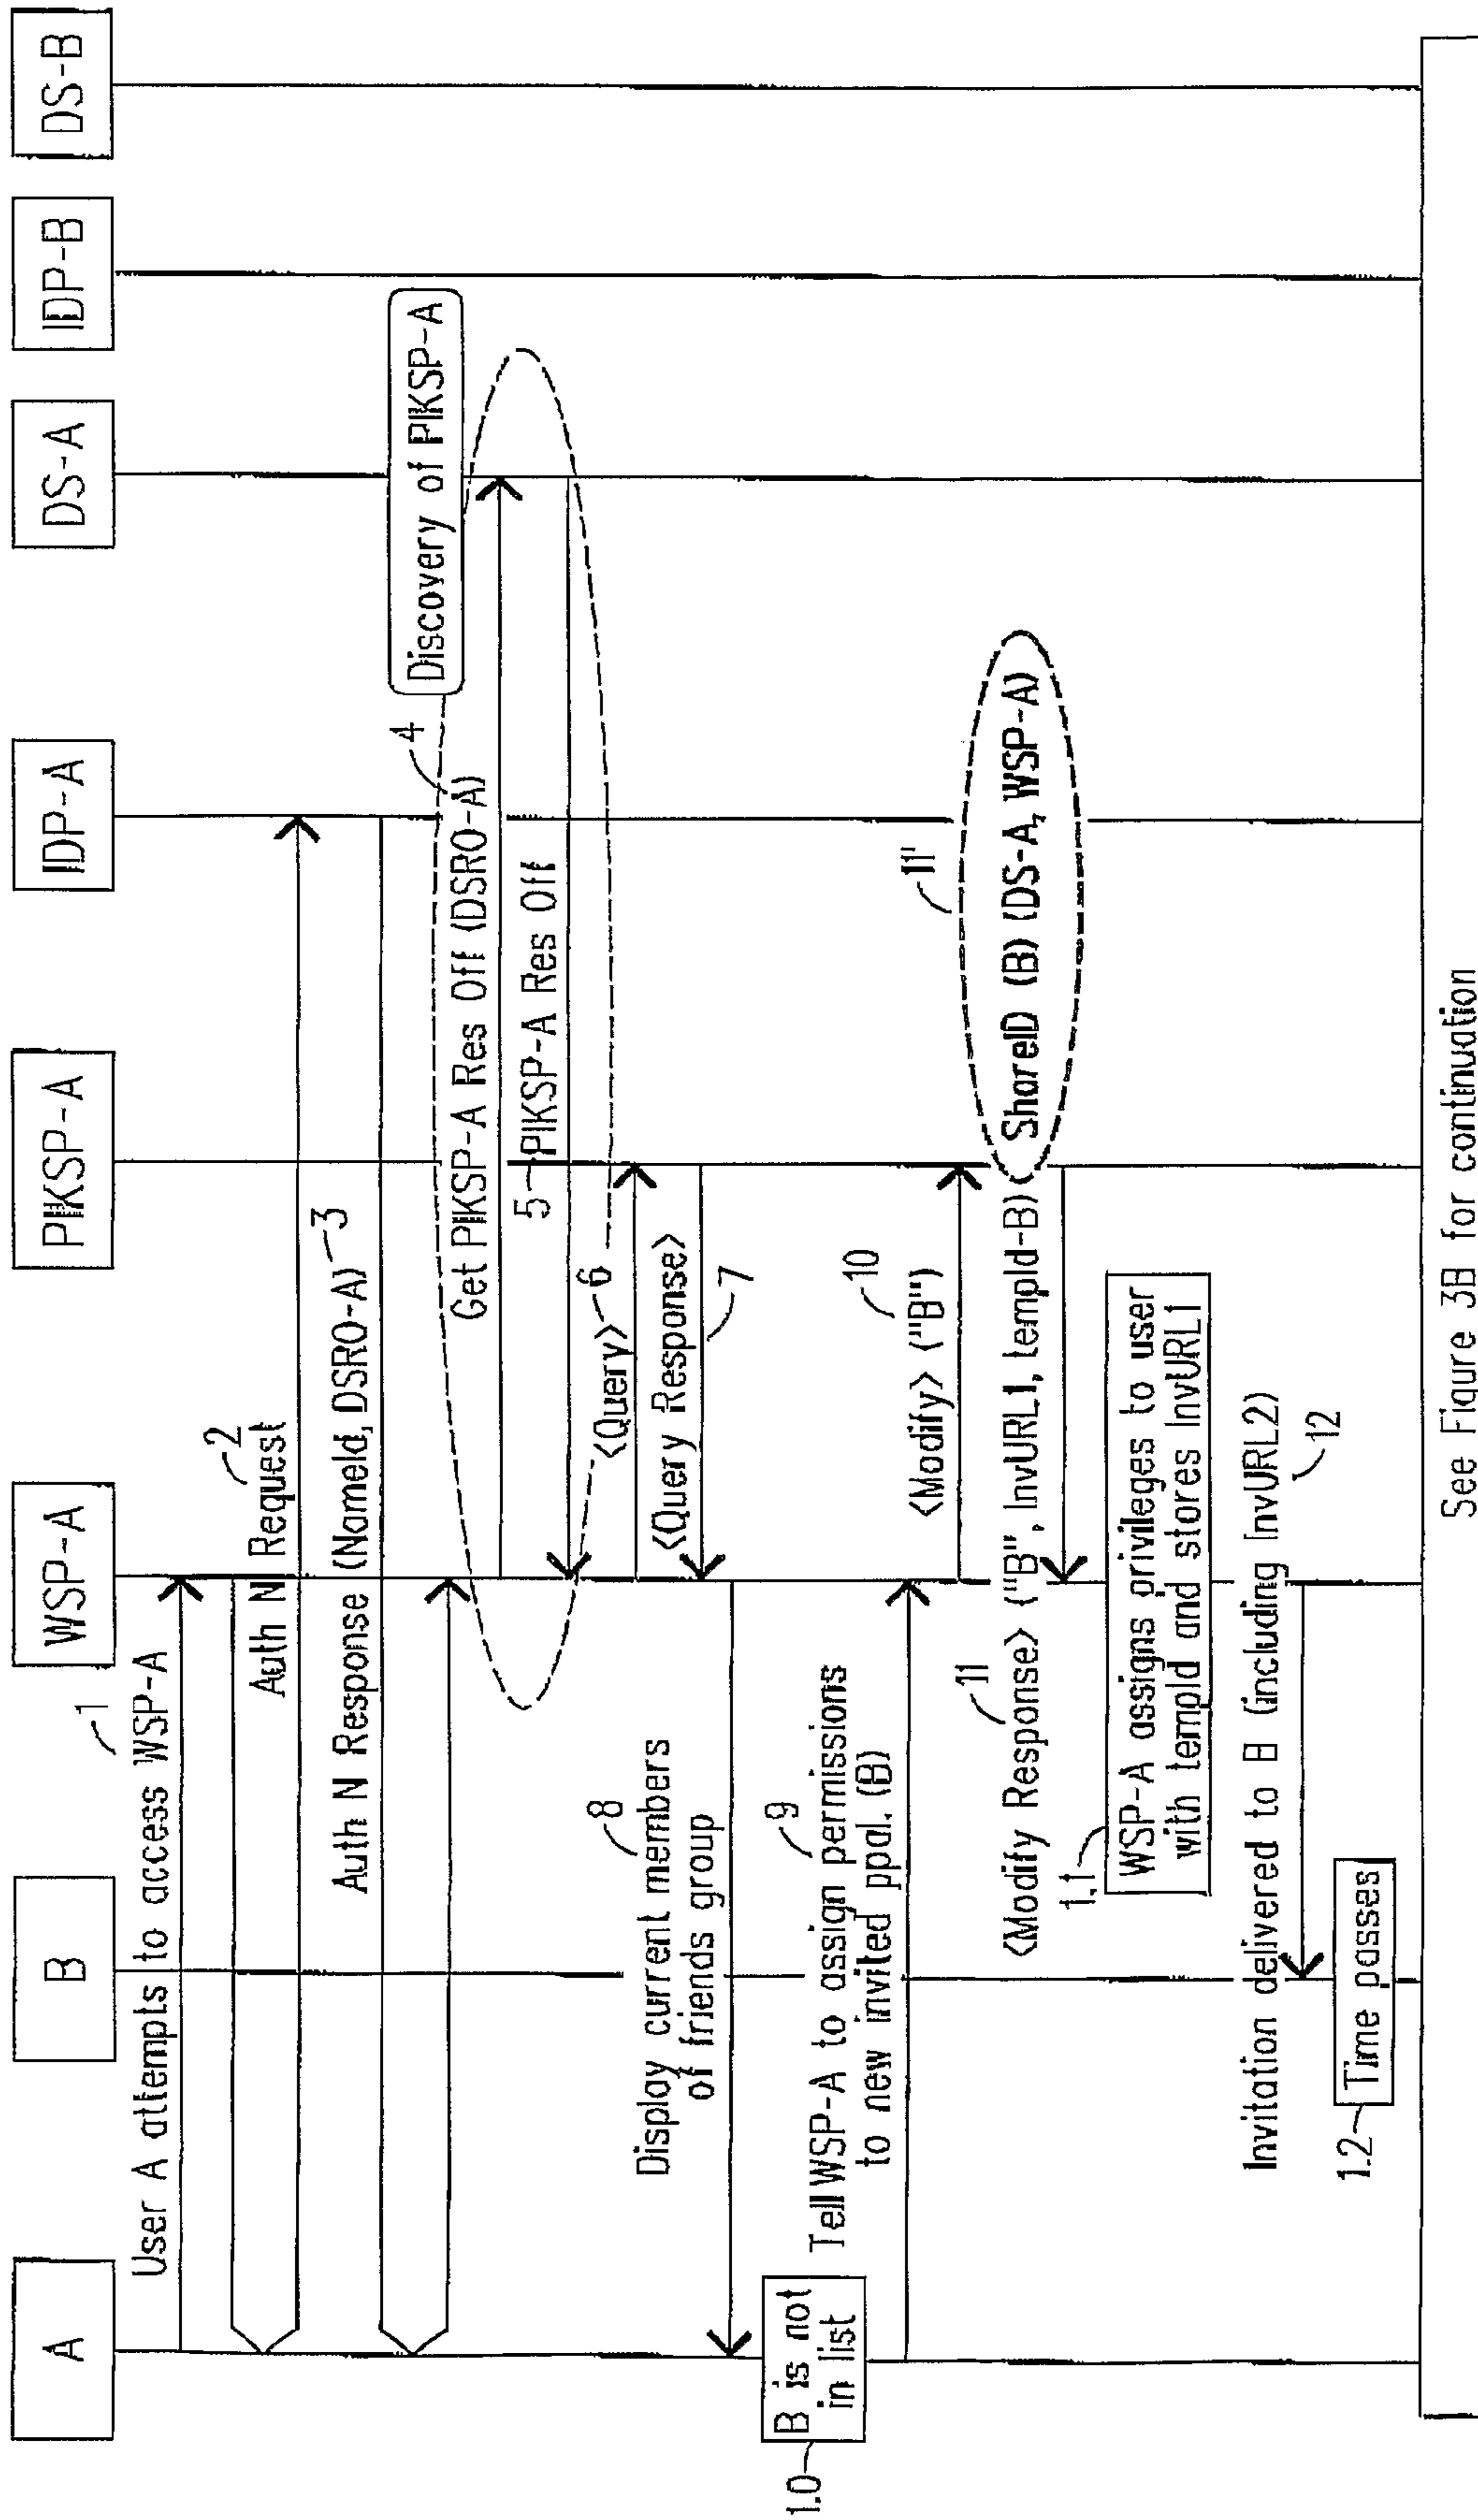 A
B
WSP-A
PIKSP-A
IDP-A
DS-A
IDP-B
DS-B
User A attempts to access WSP-A
1
Auth N Request
2
Auth N Response (NameId, DSRO-A)
3
Discovery of PIKSP-A
Get PIKSP-A Res Off (DSRO-A)
4
5
PIKSP-A Res Off
<Query>
6
<Query Response>
7
8
Display current members
of friends group
1.0
B is not
in list
9
Tell WSP-A to assign permissions
to new invited ppal. (B)
<Modify> ("B")
10
11
<Modify Response> ("B", InvURL1, tempId-B)
11'
ShareID (B) (DS-A, WSP-A)
1.1
WSP-A assigns privileges to user
with tempId and stores InvURL1
Invitation delivered to B (including InvURL2)
12
1.2
Time passes
See Figure 3B for continuation